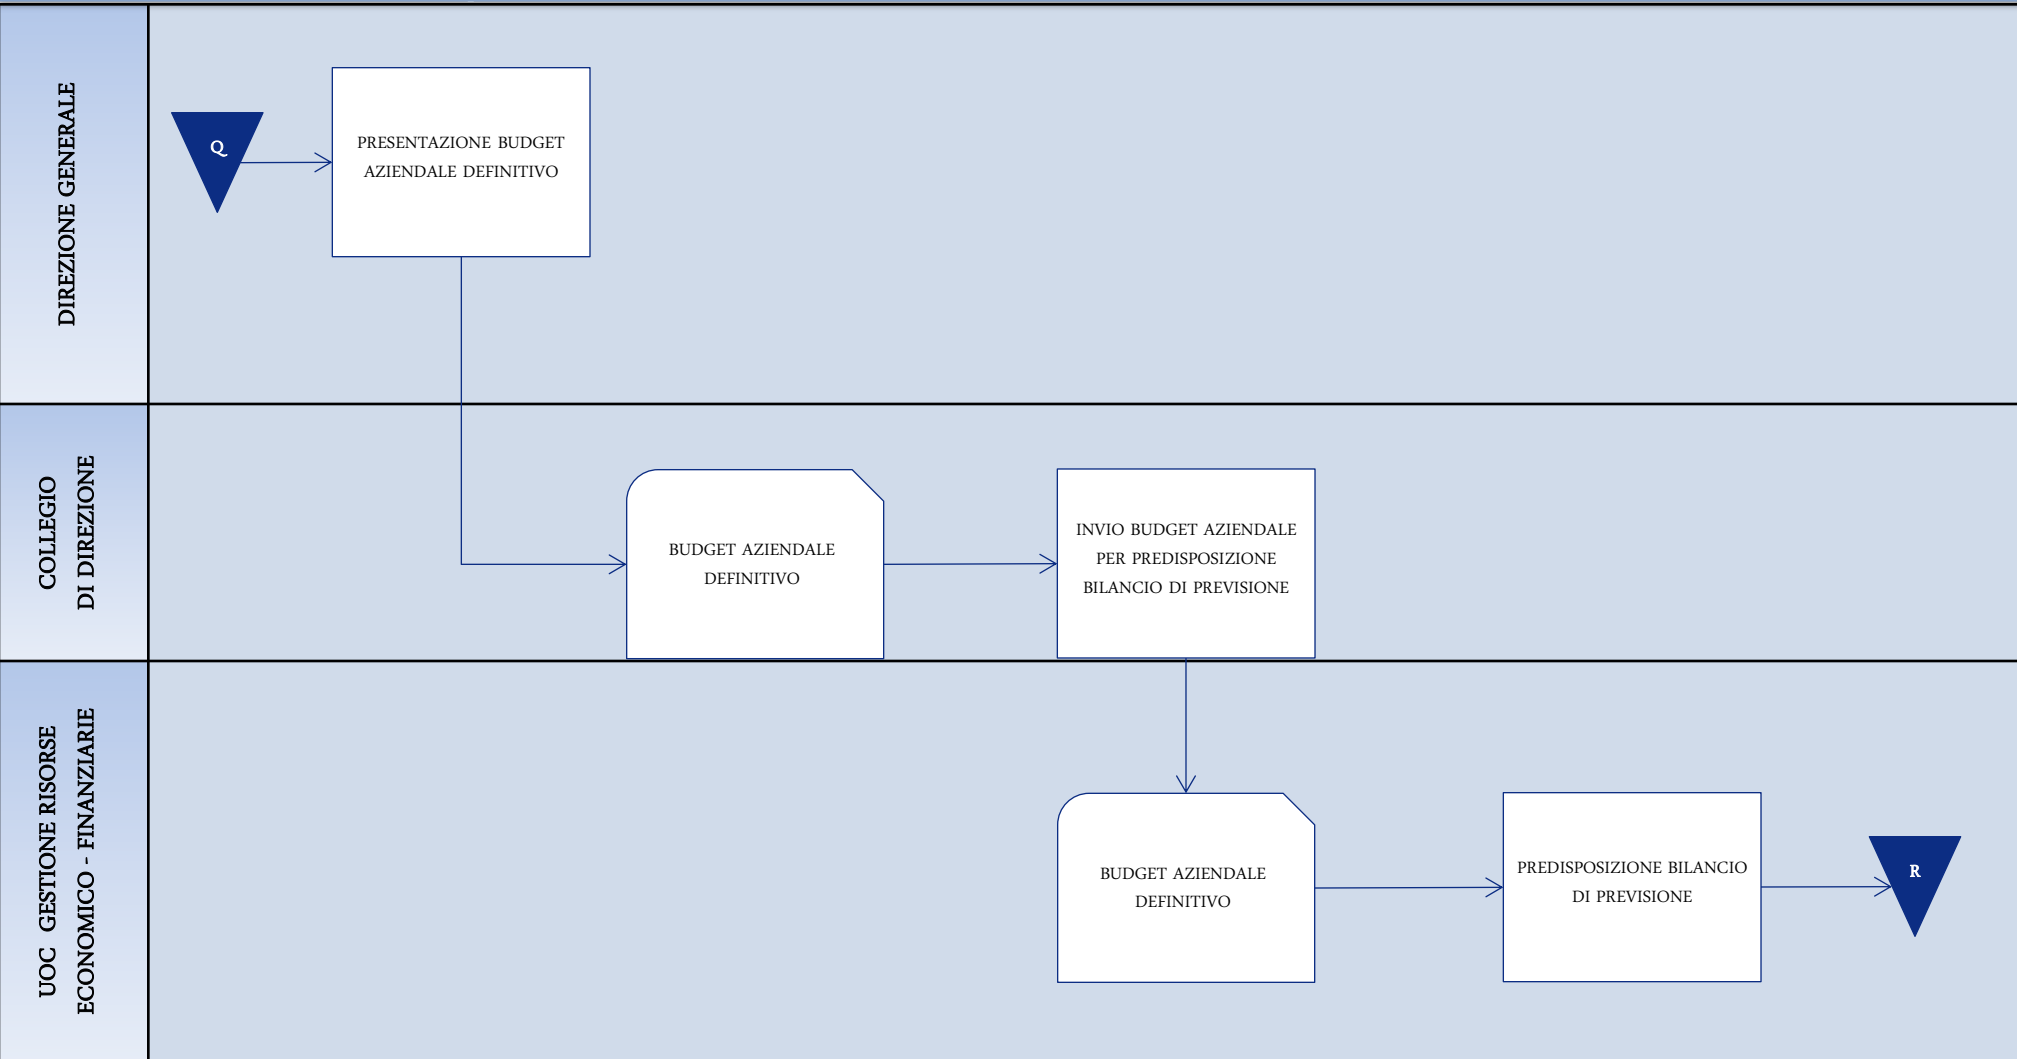 DIREZIONE GENERALE
Q
PRESENTAZIONE BUDGET
AZIENDALE DEFINITIVO
COLLEGIO
DI DIREZIONE
BUDGET AZIENDALE
DEFINITIVO
INVIO BUDGET AZIENDALE
PER PREDISPOSIZIONE
BILANCIO DI PREVISIONE
UOC GESTIONE RISORSE
ECONOMICO - FINANZIARIE
BUDGET AZIENDALE
DEFINITIVO
PREDISPOSIZIONE BILANCIO
DI PREVISIONE
R